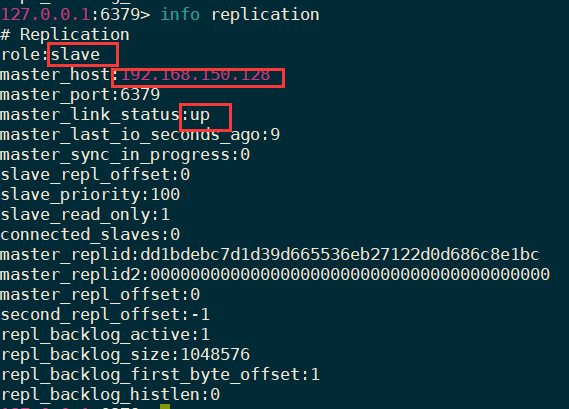 127.0.0.1:6379> info replication
# Replication
role:slave
master_host:192.168.150.128
master_port:6379
master_link_status:up
master_last_io_seconds_ago:9
master_sync_in_progress:0
slave_repl_offset:0
slave_priority:100
slave_read_only:1
connected_slaves:0
master_replid:dd1bdebc7d1d39d665536eb27122d0d686c8e1bc
master_replid2:0000000000000000000000000000000000000000
master_repl_offset:0
second_repl_offset:-1
repl_backlog_active:1
repl_backlog_size:1048576
repl_backlog_first_byte_offset:1
repl_backlog_histlen:0